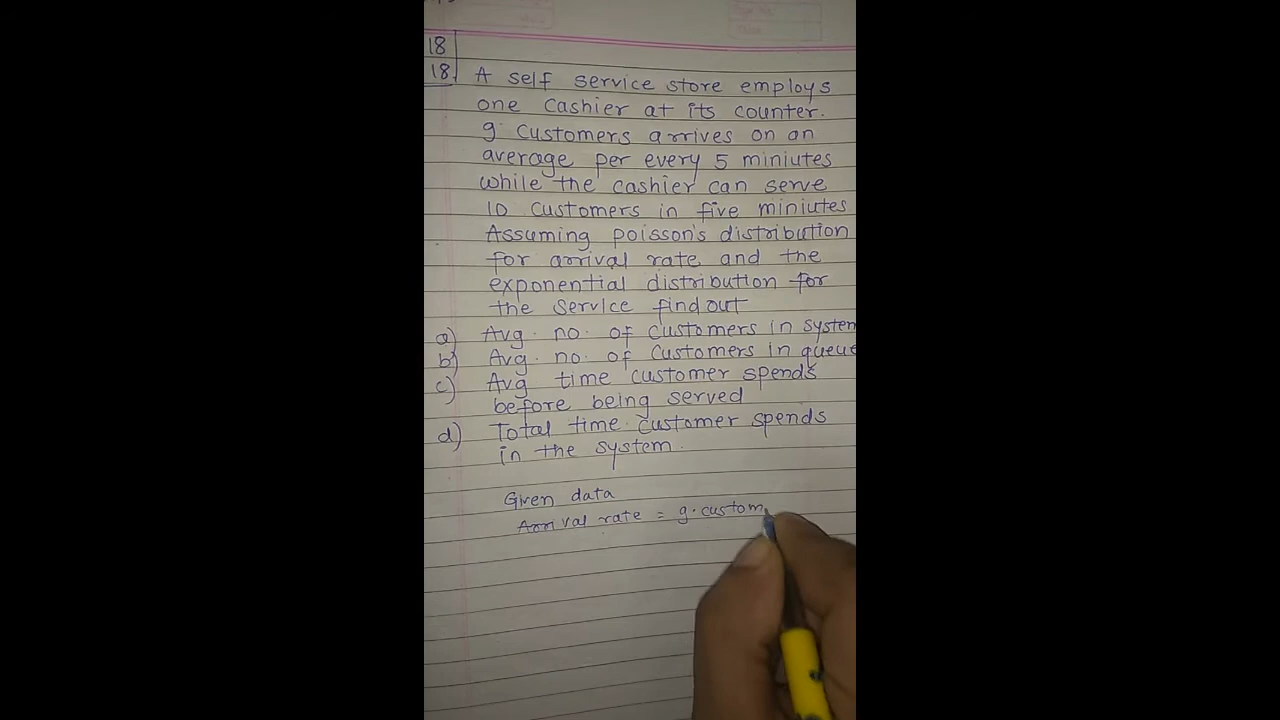 18
18 A self service store employs
one cashier at its counter.
9 customers arrives on an
average per every 5 miniutes
while the cashier can serve
10 customers in five miniutes
Assuming poisson's distribution
for arrival rate and the
exponential distribution for
the service find out
a) Avg. no. of customers in system
b) Avg. no. of customers in queue
c) Avg time customer spends
before being served
d) Total time customer spends
in the system.
Given data
Arrival rate = 9. custom